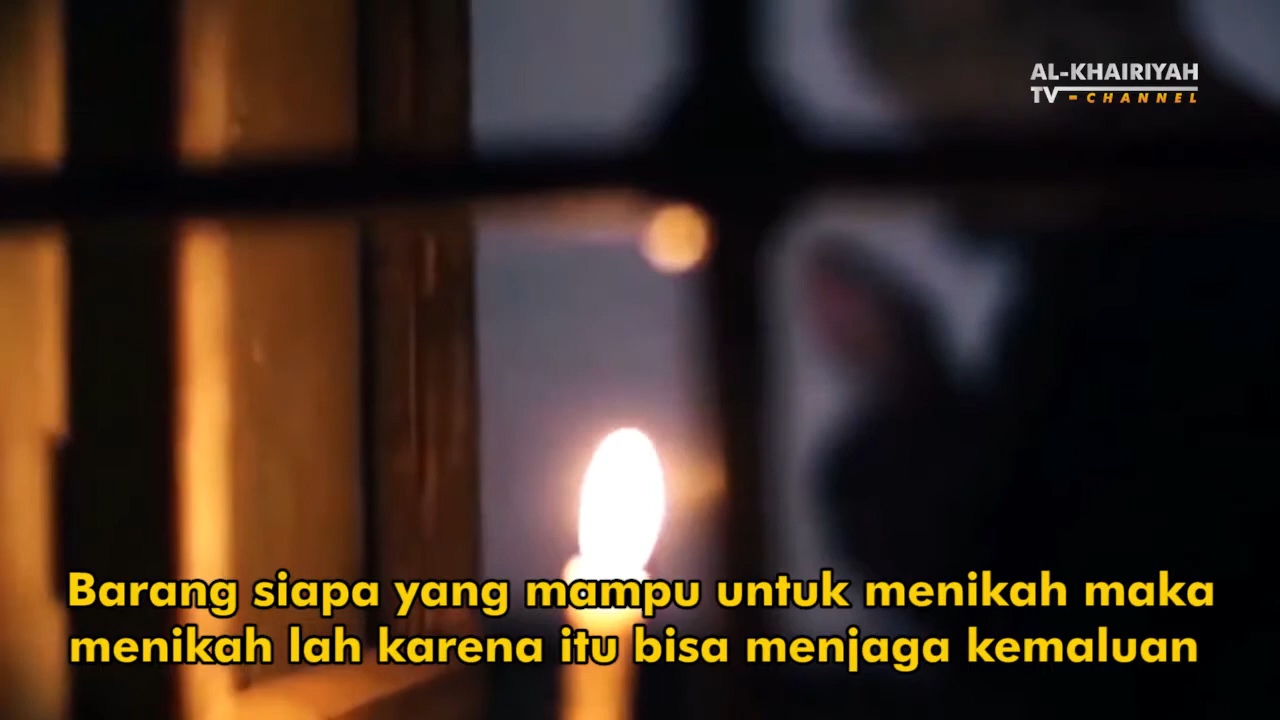 AL-KHAIRIYAH
TV - CHANNEL
Barang siapa yang mampu untuk menikah maka
menikah lah karena itu bisa menjaga kemaluan